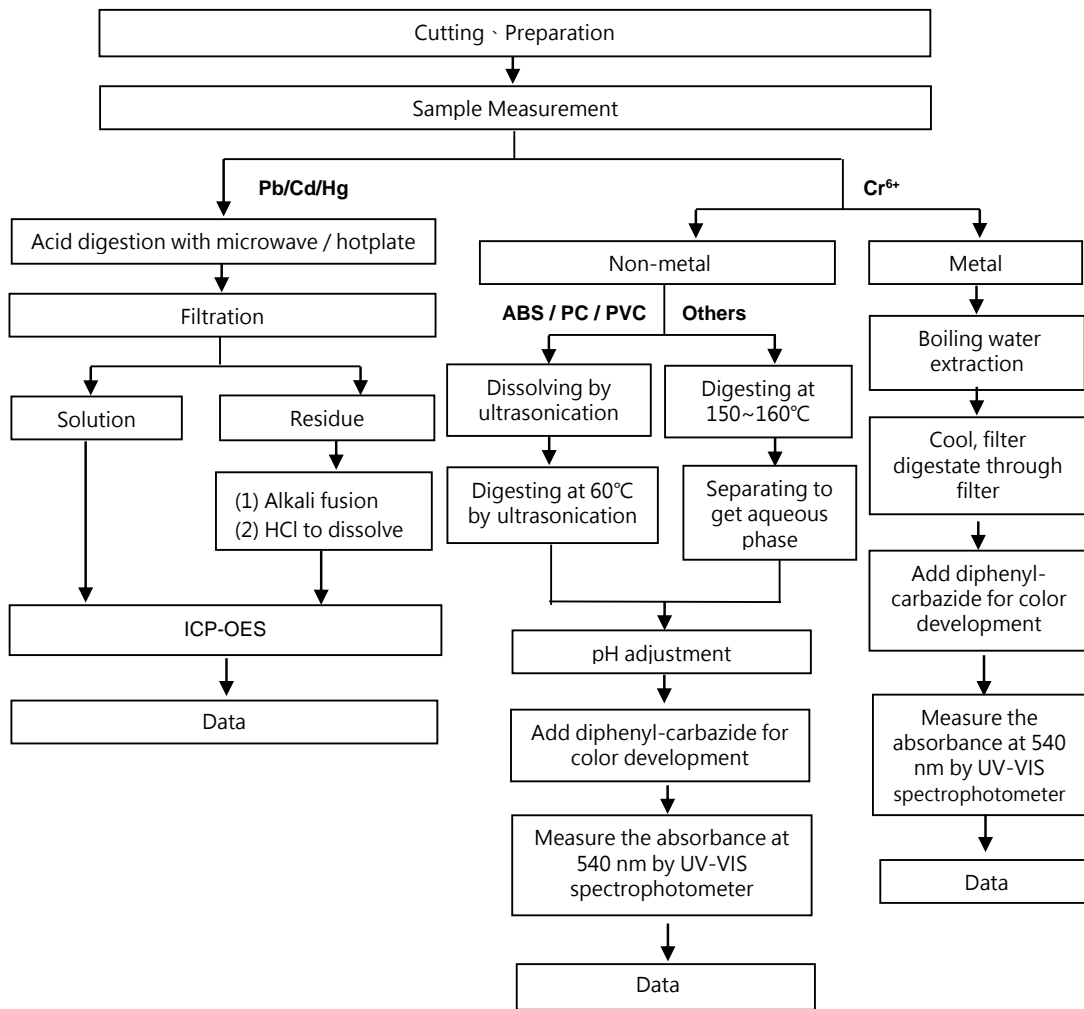 Cutting、Preparation
Sample Measurement
Pb/Cd/Hg
Cr⁶⁺
Acid digestion with microwave / hotplate
Non-metal
Metal
Filtration
ABS / PC / PVC
Others
Boiling water
extraction
Solution
Residue
Dissolving by
ultrasonication
Digesting at
150~160℃
Cool, filter
digestate through
filter
(1) Alkali fusion
(2) HCl to dissolve
Digesting at 60℃
by ultrasonication
Separating to
get aqueous
phase
Add diphenyl-
carbazide for color
development
ICP-OES
pH adjustment
Data
Add diphenyl-carbazide for
color development
Measure the
absorbance at 540
nm by UV-VIS
spectrophotometer
Measure the absorbance at
540 nm by UV-VIS
spectrophotometer
Data
Data